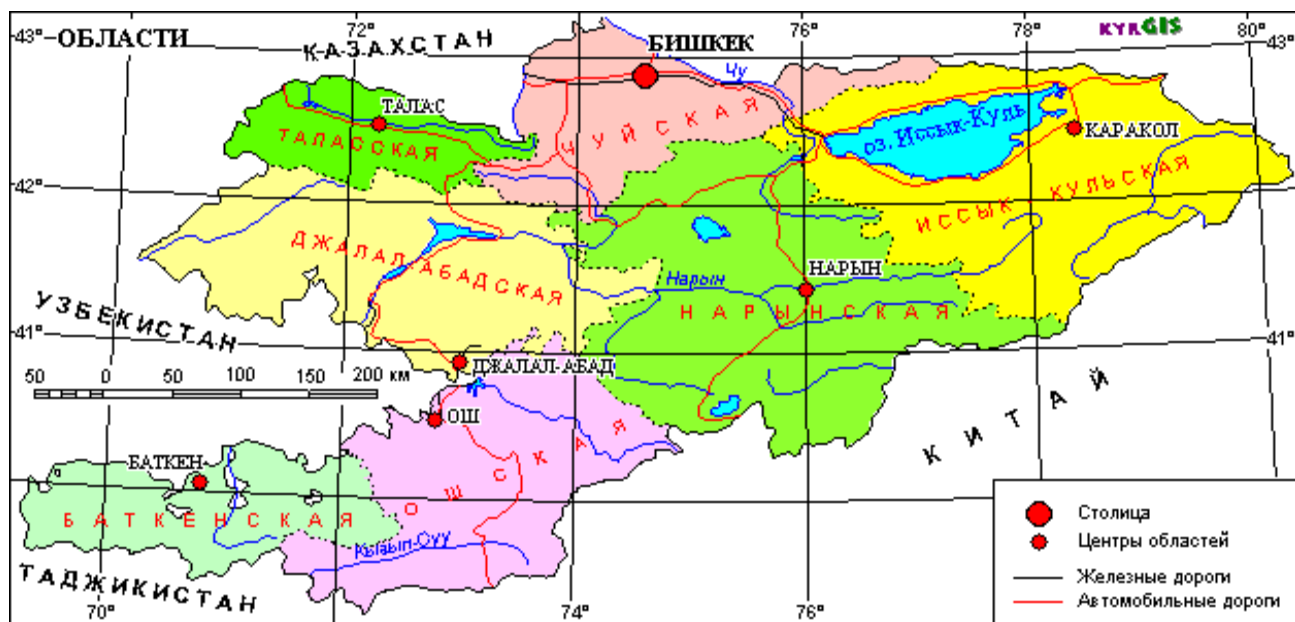 43°
72°
76°
78°
80°
43°
ОБЛАСТИ
КАЗАХСТАН
БИШКЕК
KYRGIS
Чу
ТАЛАС
ТАЛАССКАЯ
ЧУЙСКАЯ
оз. Иссык-Куль
КАРАКОЛ
42°
42°
ИССЫК-КУЛЬСКАЯ
ДЖАЛАЛ-АБАДСКАЯ
Нарын
НАРЫН
НАРЫНСКАЯ
УЗБЕКИСТАН
41°
41°
50 0 50 100 150 200 км
ДЖАЛАЛ-АБАД
ОШ
КИТАЙ
БАТКЕН
ОШСКАЯ
БАТКЕНСКАЯ
ТАДЖИКИСТАН
70°
74°
76°
Столица
Центры областей
Железные дороги
Автомобильные дороги